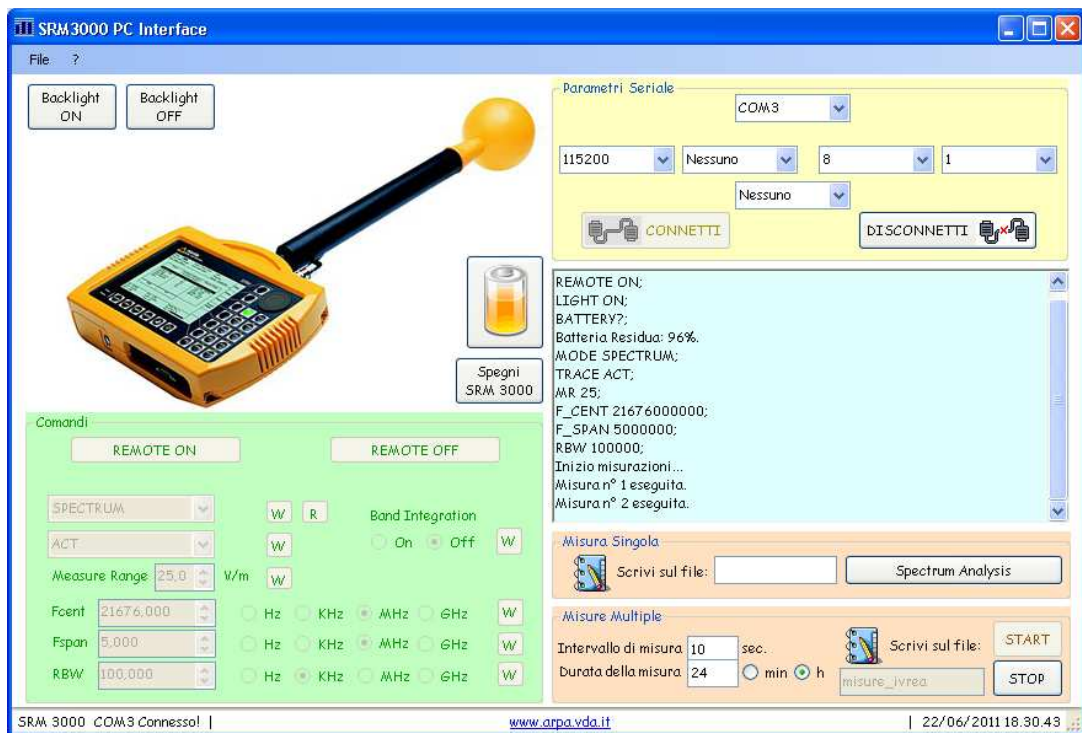 SRM3000 PC Interface
File ?
Backlight ON
Backlight OFF
Spegni SRM 3000
Parametri Seriale
COM3
115200 Nessuno 8 1
Nessuno
CONNETTI
DISCONNETTI
REMOTE ON;
LIGHT ON;
BATTERY?;
Batteria Residua: 96%.
MODE SPECTRUM;
TRACE ACT;
MR 25;
F_CENT 21676000000;
F_SPAN 5000000;
RBW 100000;
Inizio misurazioni...
Misura n° 1 eseguita.
Misura n° 2 eseguita.
Comandi
REMOTE ON REMOTE OFF
SPECTRUM W R
Band Integration
ACT W On Off W
Measure Range 25,0 V/m W
Fcent 21676,000 Hz KHz MHz GHz W
Fspan 5,000 Hz KHz MHz GHz W
RBW 100,000 Hz KHz MHz GHz W
Misura Singola
Scrivi sul file: Spectrum Analysis
Misure Multiple
Intervallo di misura 10 sec.
Durata della misura 24 min h
Scrivi sul file:
misure_ivrea
START
STOP
SRM 3000 COM3 Connesso! | www.arpa.vda.it | 22/06/2011 18.30.43